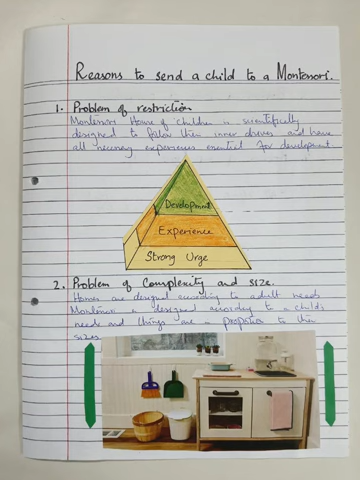 Reasons to send a child to a Montessori.
1. Problem of restriction
Montessori House of children is scientifically
designed to follow their inner drives and have
all necessary experiences essential for development
Development
Experience
Strong Urge
2. Problem of Complexity and size.
Homes are designed according to adult needs
Montessori is designed according to a child's
needs and things are in proportion to their
sizes